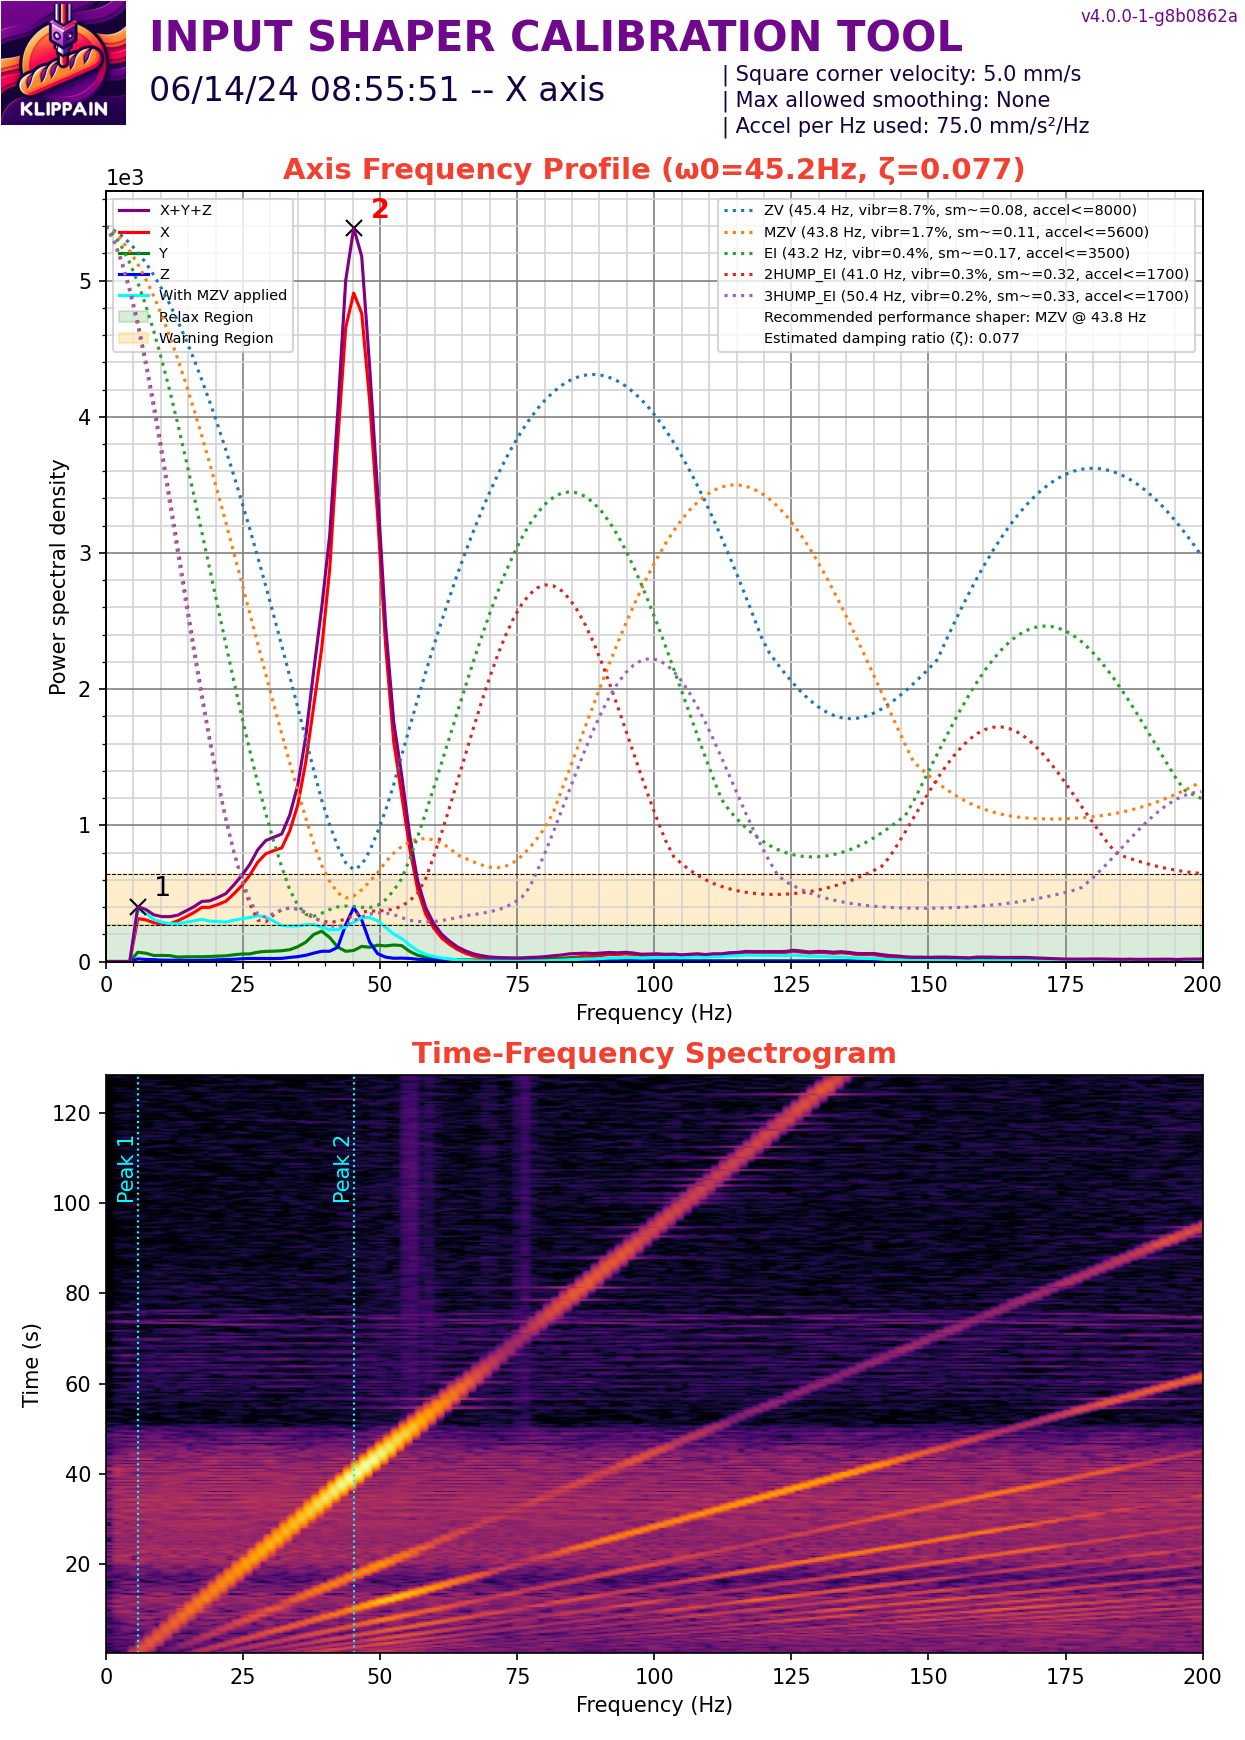 v4.0.0-1-g8b0862a
INPUT SHAPER CALIBRATION TOOL
KLIPPAIN
06/14/24 08:55:51 -- X axis
| Square corner velocity: 5.0 mm/s
| Max allowed smoothing: None
| Accel per Hz used: 75.0 mm/s²/Hz
Axis Frequency Profile (ω0=45.2Hz, ζ=0.077)
1e3
X+Y+Z
X
Y
Z
With MZV applied
Relax Region
Warning Region
ZV (45.4 Hz, vibr=8.7%, sm~=0.08, accel<=8000)
MZV (43.8 Hz, vibr=1.7%, sm~=0.11, accel<=5600)
EI (43.2 Hz, vibr=0.4%, sm~=0.17, accel<=3500)
2HUMP_EI (41.0 Hz, vibr=0.3%, sm~=0.32, accel<=1700)
3HUMP_EI (50.4 Hz, vibr=0.2%, sm~=0.33, accel<=1700)
Recommended performance shaper: MZV @ 43.8 Hz
Estimated damping ratio (ζ): 0.077
2
1
Power spectral density
5
4
3
2
1
0
0 25 50 75 100 125 150 175 200
Frequency (Hz)
Time-Frequency Spectrogram
Peak 1
Peak 2
Time (s)
120
100
80
60
40
20
0 25 50 75 100 125 150 175 200
Frequency (Hz)